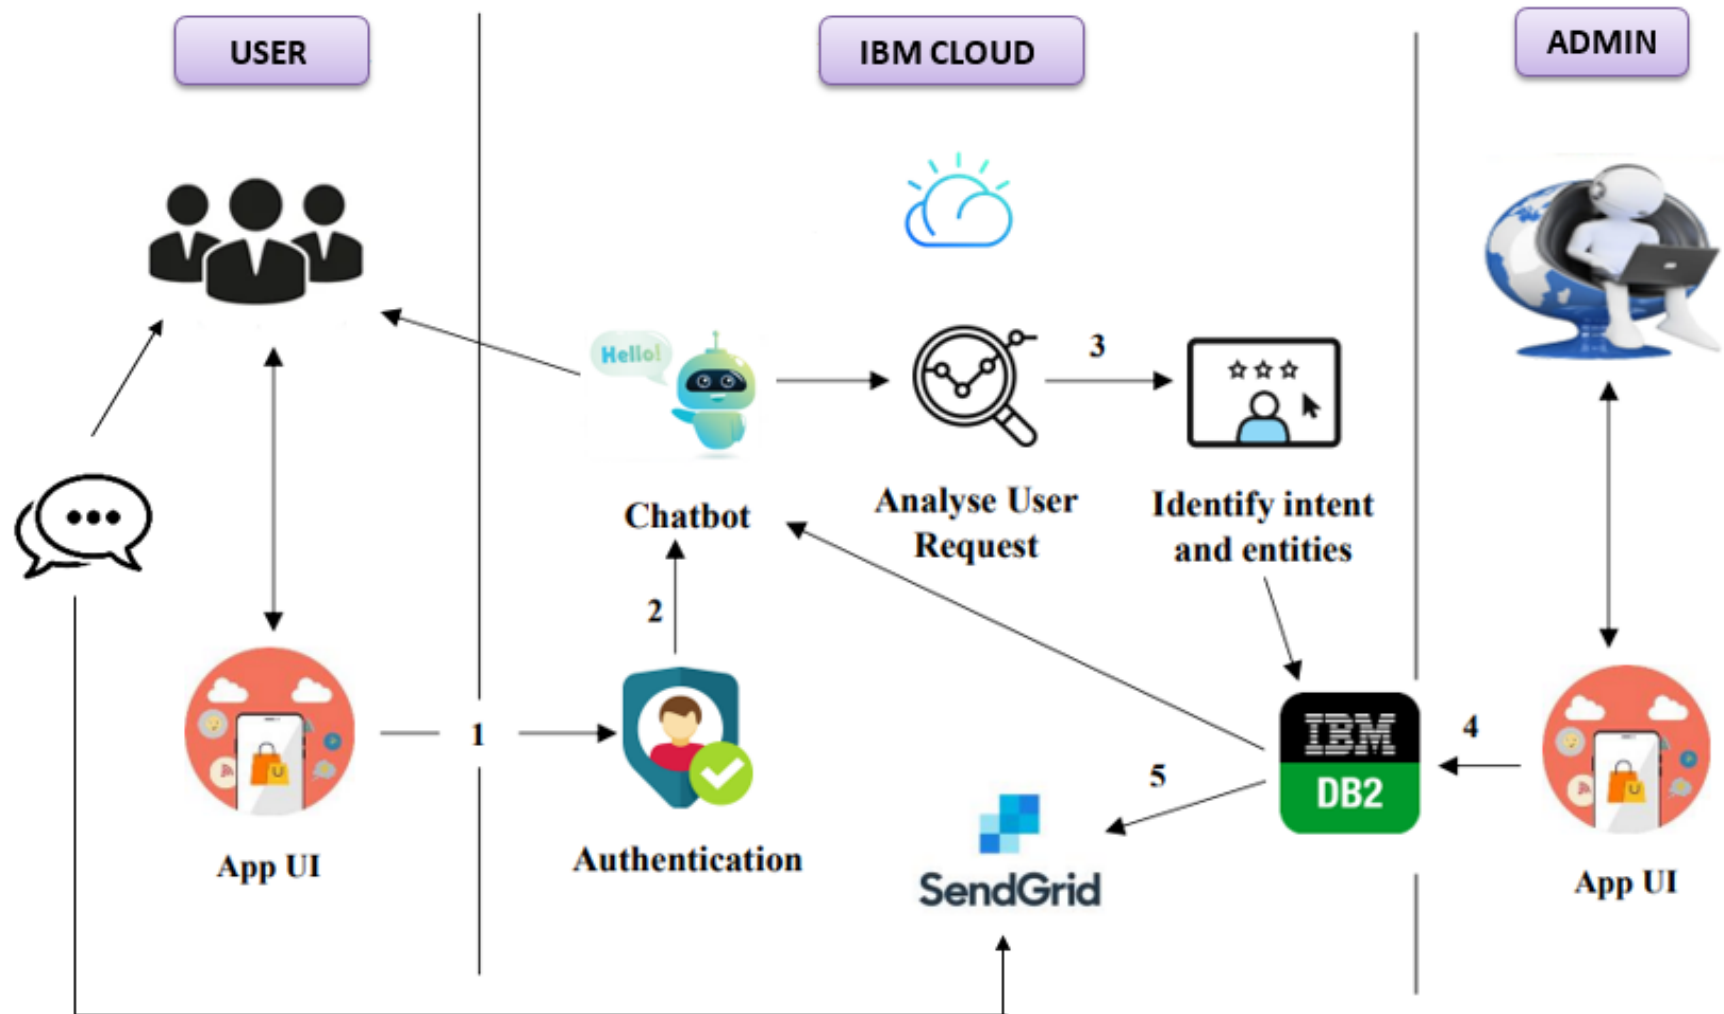 USER
IBM CLOUD
ADMIN
Hello!
3
Chatbot
Analyse User
Request
Identify intent
and entities
2
1
4
IBM
DB2
5
App UI
Authentication
SendGrid
App UI